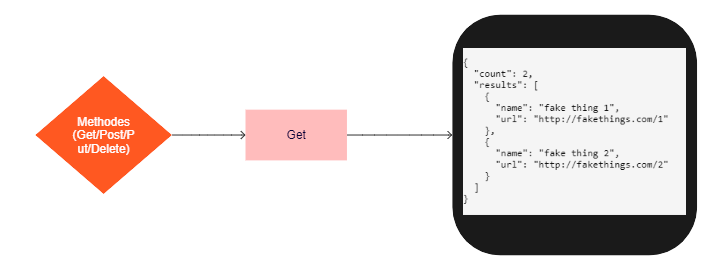 Methodes
(Get/Post/P
ut/Delete)
Get
{
  "count": 2,
  "results": [
    {
      "name": "fake thing 1",
      "url": "http://fakethings.com/1"
    },
    {
      "name": "fake thing 2",
      "url": "http://fakethings.com/2"
    }
  ]
}